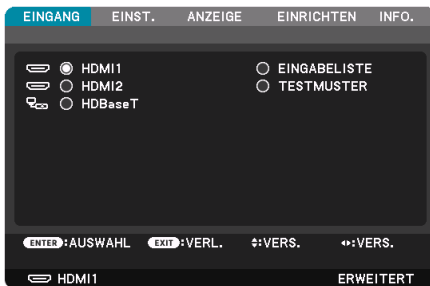 EINGANG EINST. ANZEIGE EINRICHTEN INFO.
HDMI1 EINGABELISTE
HDMI2 TESTMUSTER
HDBaseT
ENTER:AUSWAHL EXIT:VERL. :VERS. :VERS.
HDMI1 ERWEITERT